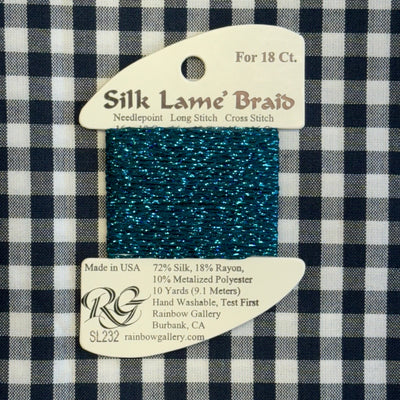 For 18 Ct.
Silk Lamé Braid
Needlepoint Long Stitch Cross Stitch
Made in USA
72% Silk, 18% Rayon,
10% Metalized Polyester
10 Yards (9.1 Meters)
Hand Washable, Test First
Rainbow Gallery
Burbank, CA
RG
SL232 rainbowgallery.com